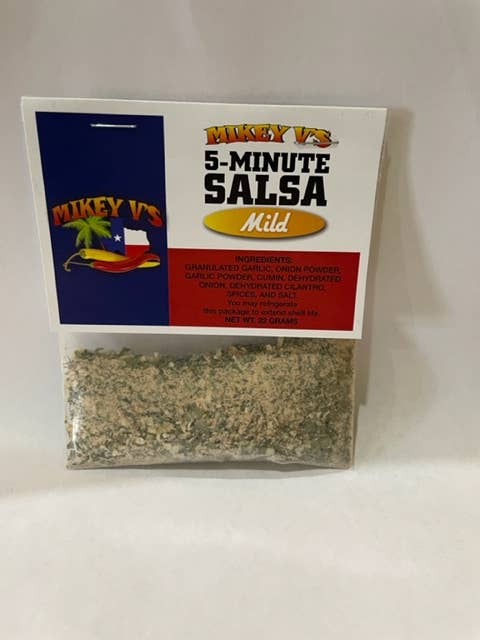 MIKEY V'S
MIKEY V'S
5-MINUTE
SALSA
Mild
INGREDIENTS:
GRANULATED GARLIC, ONION POWDER,
GARLIC POWDER, CUMIN, DEHYDRATED
ONION, DEHYDRATED CILANTRO,
SPICES, AND SALT.
You may refrigerate
this package to extend shelf life.
NET WT. 22 GRAMS